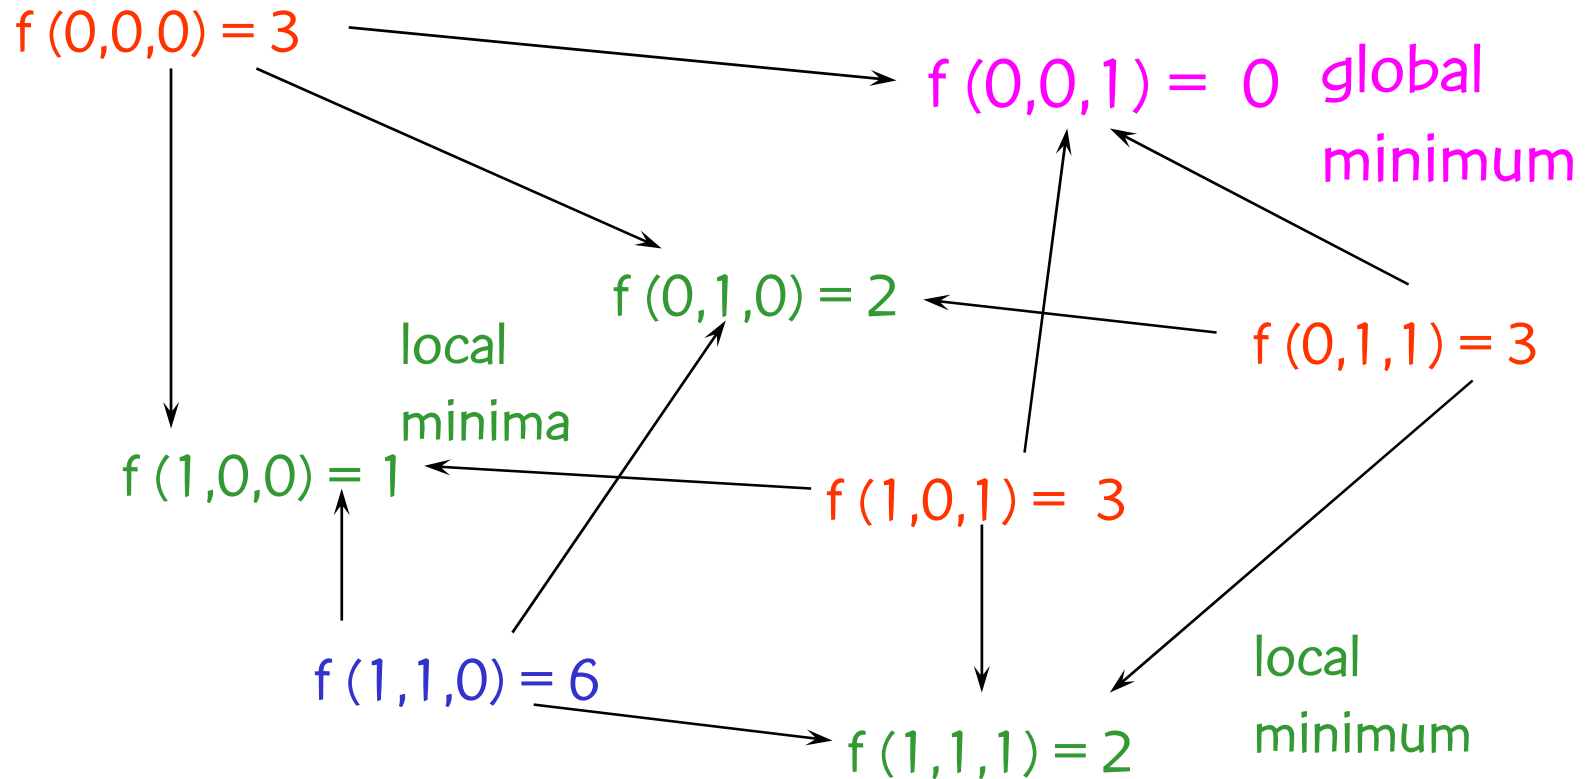 f (0,0,0) = 3
f (0,0,1) = 0
global
minimum
f (0,1,0) = 2
f (0,1,1) = 3
local
minima
f (1,0,0) = 1
f (1,0,1) = 3
f (1,1,0) = 6
local
minimum
f (1,1,1) = 2